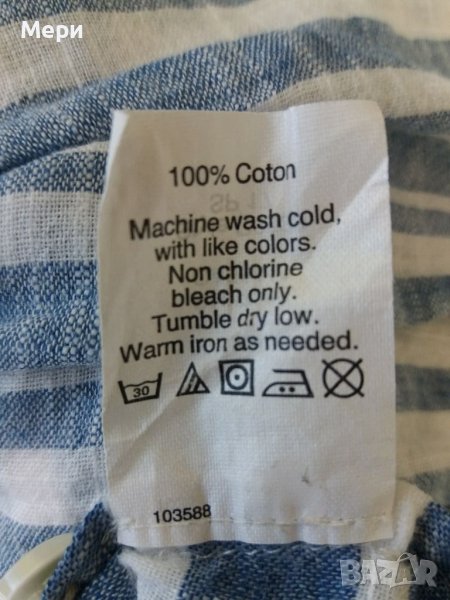 Мери
100% Coton
Machine wash cold,
with like colors.
Non chlorine
bleach only.
Tumble dry low.
Warm iron as needed.
30
103588
BAZAR